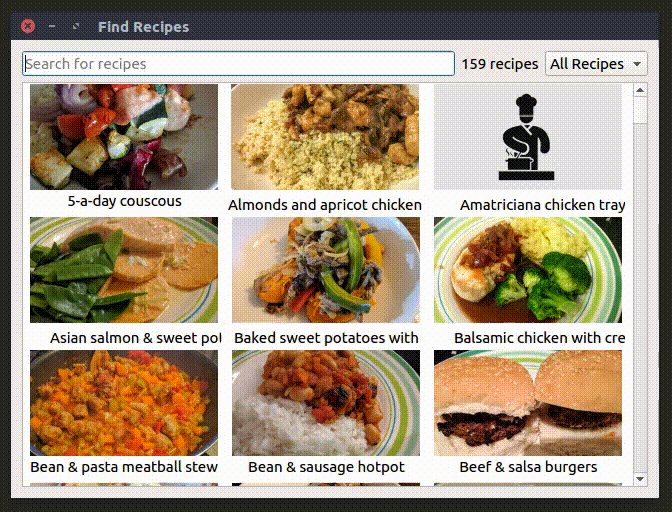 Find Recipes
Search for recipes 159 recipes All Recipes
5-a-day couscous Almonds and apricot chicken Amatriciana chicken tray
Asian salmon & sweet pot Baked sweet potatoes with Balsamic chicken with cre
Bean & pasta meatball stew Bean & sausage hotpot Beef & salsa burgers